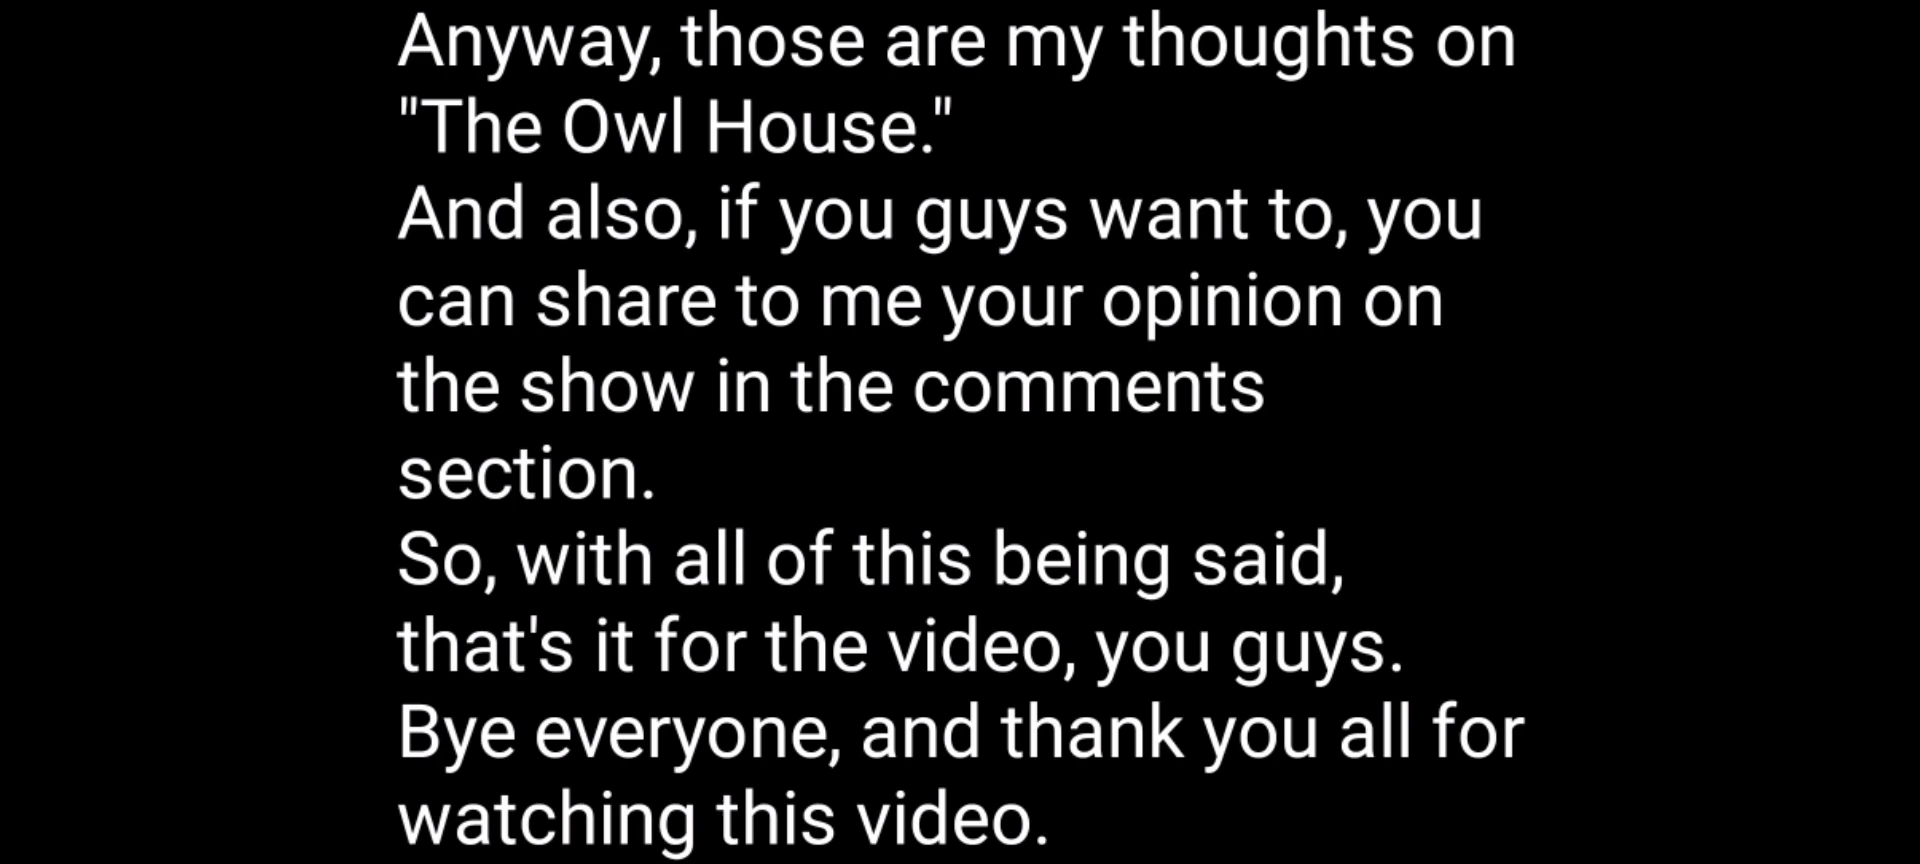 Anyway, those are my thoughts on
"The Owl House."
And also, if you guys want to, you
can share to me your opinion on
the show in the comments
section.
So, with all of this being said,
that's it for the video, you guys.
Bye everyone, and thank you all for
watching this video.